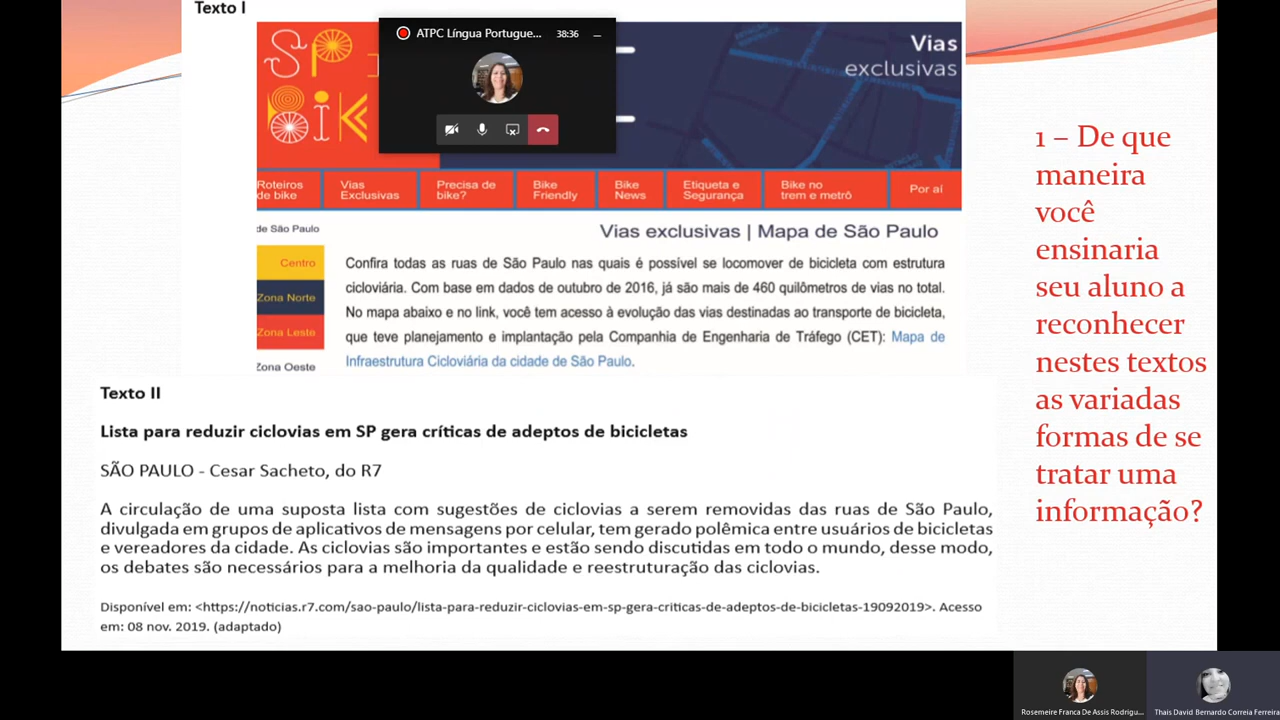 Texto I
SP
BIK
ATPC Língua Portugue... 38:36
Vias
exclusivas
Roteiros
de bike
Vias
Exclusivas
Precisa de
bike?
Bike
Friendly
Bike
News
Etiqueta e
Segurança
Bike no
trem e metrô
Por aí
de São Paulo
Vias exclusivas | Mapa de São Paulo
Centro
Zona Norte
Zona Leste
Zona Oeste
Confira todas as ruas de São Paulo nas quais é possível se locomover de bicicleta com estrutura
cicloviária. Com base em dados de outubro de 2016, já são mais de 460 quilômetros de vias no total.
No mapa abaixo e no link, você tem acesso à evolução das vias destinadas ao transporte de bicicleta,
que teve planejamento e implantação pela Companhia de Engenharia de Tráfego (CET): Mapa de
Infraestrutura Cicloviária da cidade de São Paulo.
Texto II
Lista para reduzir ciclovias em SP gera críticas de adeptos de bicicletas
SÃO PAULO - Cesar Sacheto, do R7
A circulação de uma suposta lista com sugestões de ciclovias a serem removidas das ruas de São Paulo,
divulgada em grupos de aplicativos de mensagens por celular, tem gerado polêmica entre usuários de bicicletas
e vereadores da cidade. As ciclovias são importantes e estão sendo discutidas em todo o mundo, desse modo,
os debates são necessários para a melhoria da qualidade e reestruturação das ciclovias.
Disponível em: <https://noticias.r7.com/sao-paulo/lista-para-reduzir-ciclovias-em-sp-gera-criticas-de-adeptos-de-bicicletas-19092019>. Acesso
em: 08 nov. 2019. (adaptado)
1 – De que
maneira
você
ensinaria
seu aluno a
reconhecer
nestes textos
as variadas
formas de se
tratar uma
informação?
Rosemeire Franca De Assis Rodrigu...
Thais David Bernardo Correia Ferreira